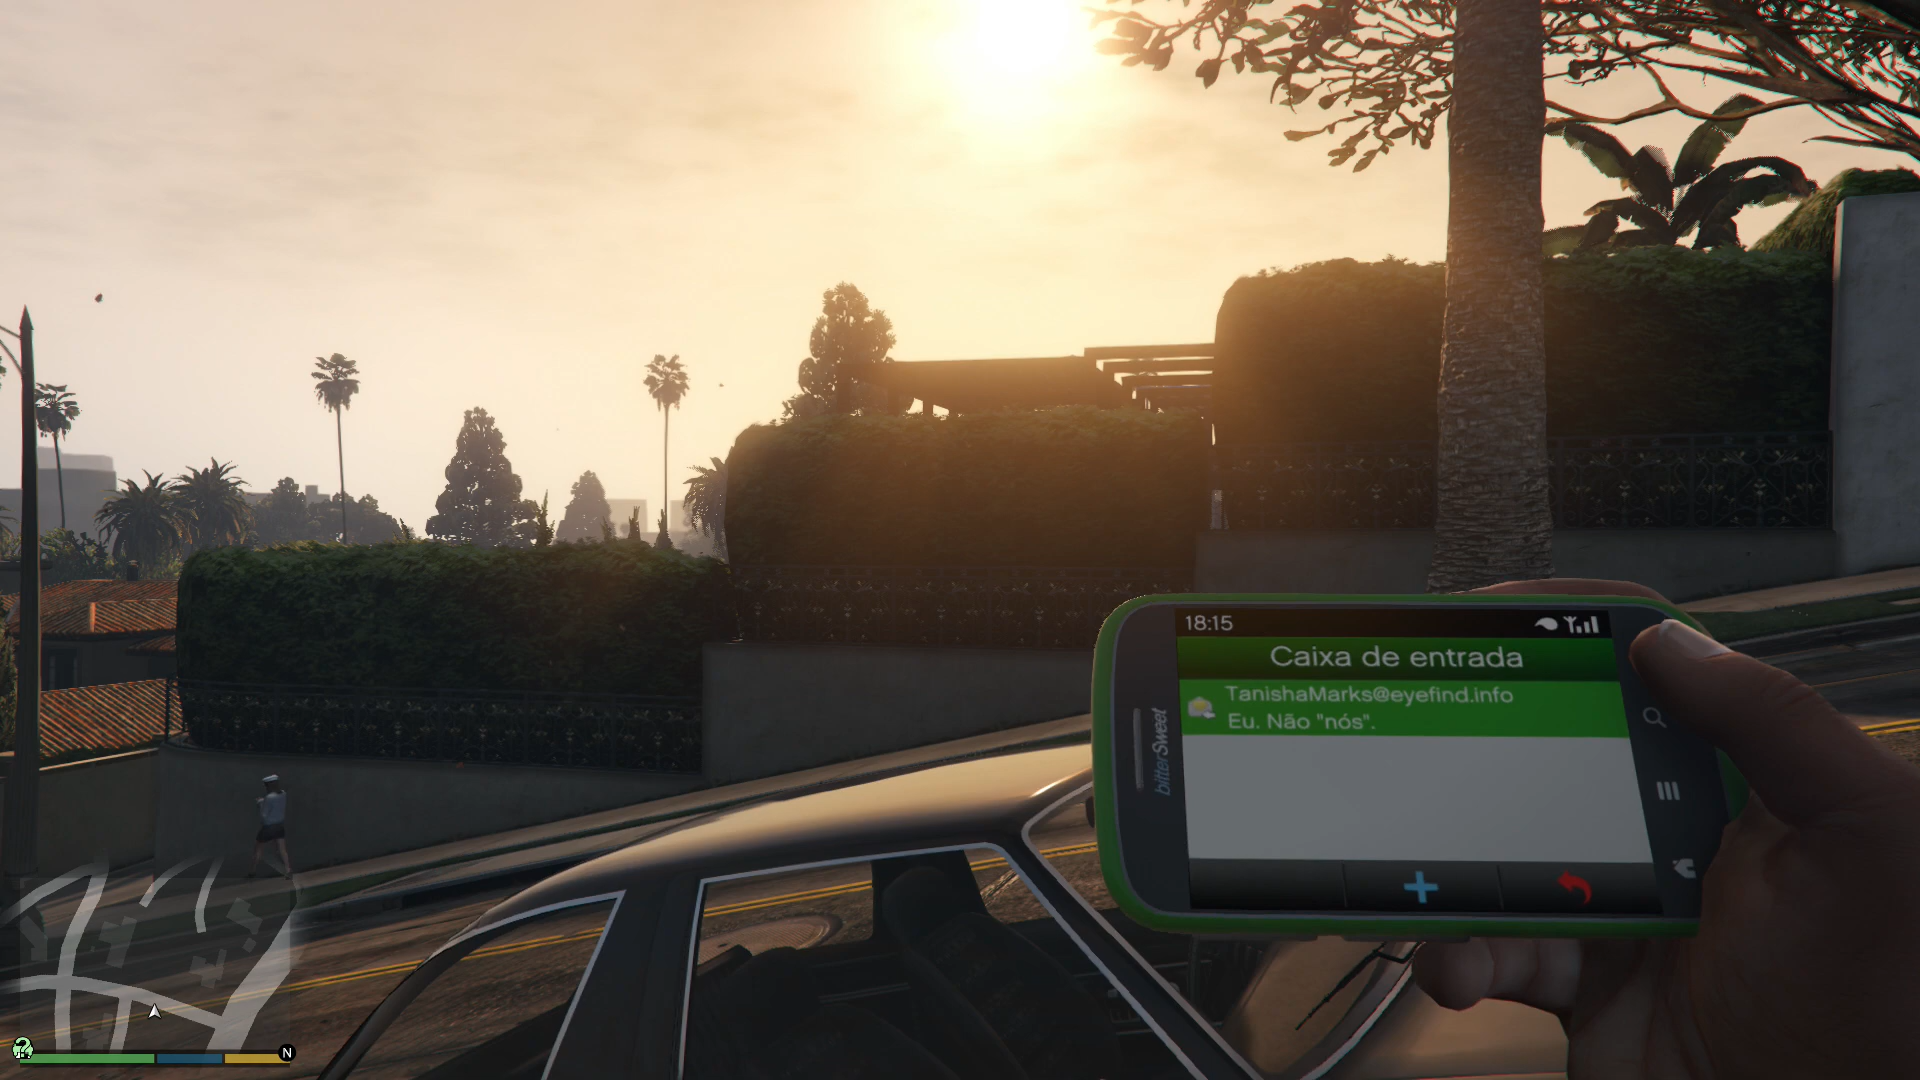 18:15
Caixa de entrada
TanishaMarks@eyefind.info
Eu. Não "nós".
bitterSweet
N
?